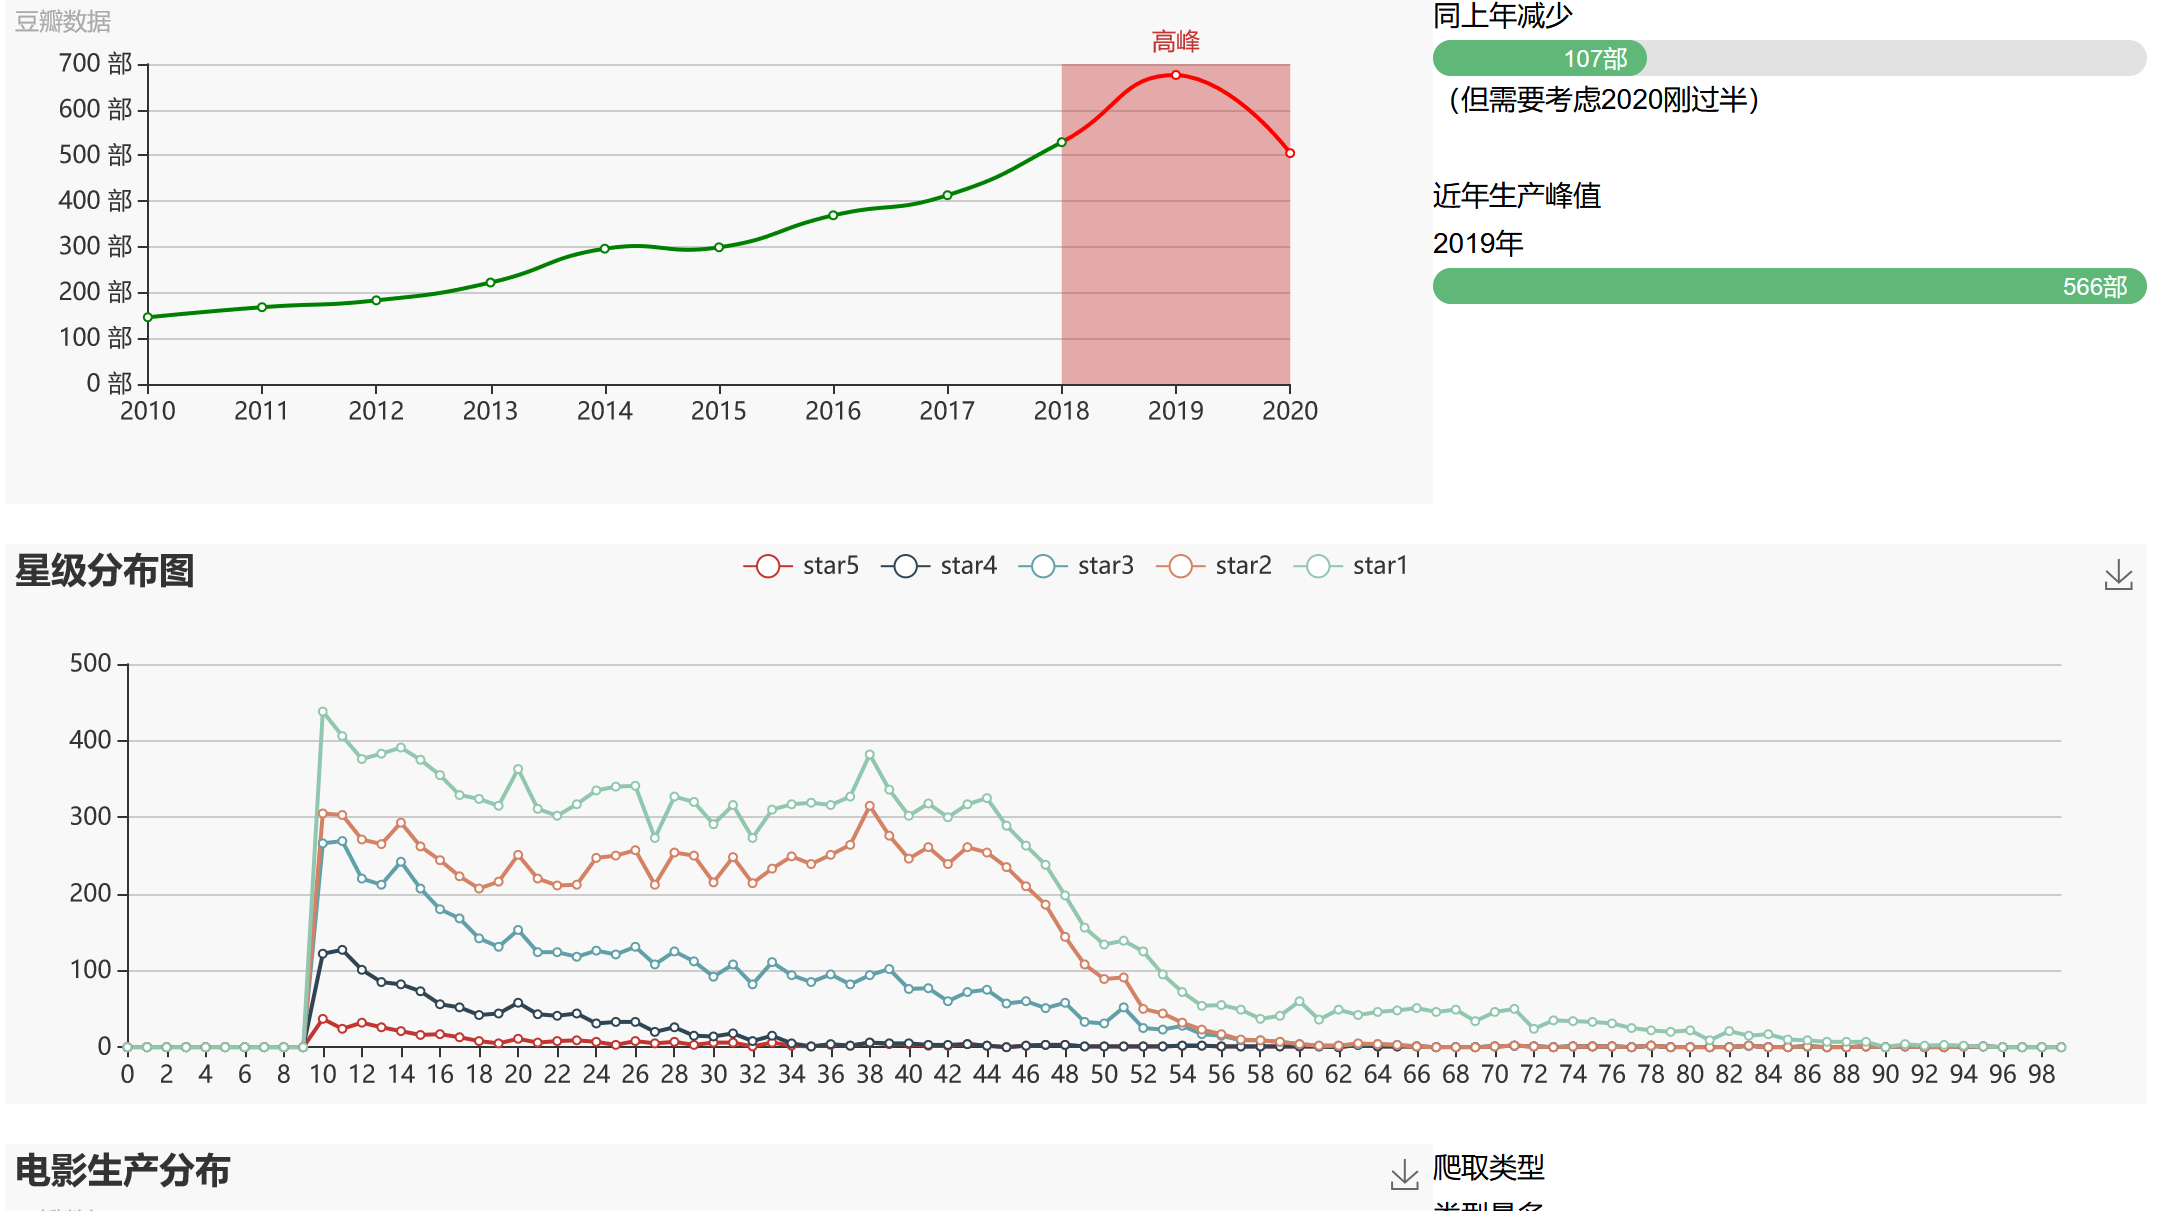 豆瓣数据
高峰
700 部
600 部
500 部
400 部
300 部
200 部
100 部
0 部
2010 2011 2012 2013 2014 2015 2016 2017 2018 2019 2020
同上年减少
107部
（但需要考虑2020刚过半）
近年生产峰值
2019年
566部
星级分布图
star5 star4 star3 star2 star1
500
400
300
200
100
0
0 2 4 6 8 10 12 14 16 18 20 22 24 26 28 30 32 34 36 38 40 42 44 46 48 50 52 54 56 58 60 62 64 66 68 70 72 74 76 78 80 82 84 86 88 90 92 94 96 98
电影生产分布
爬取类型